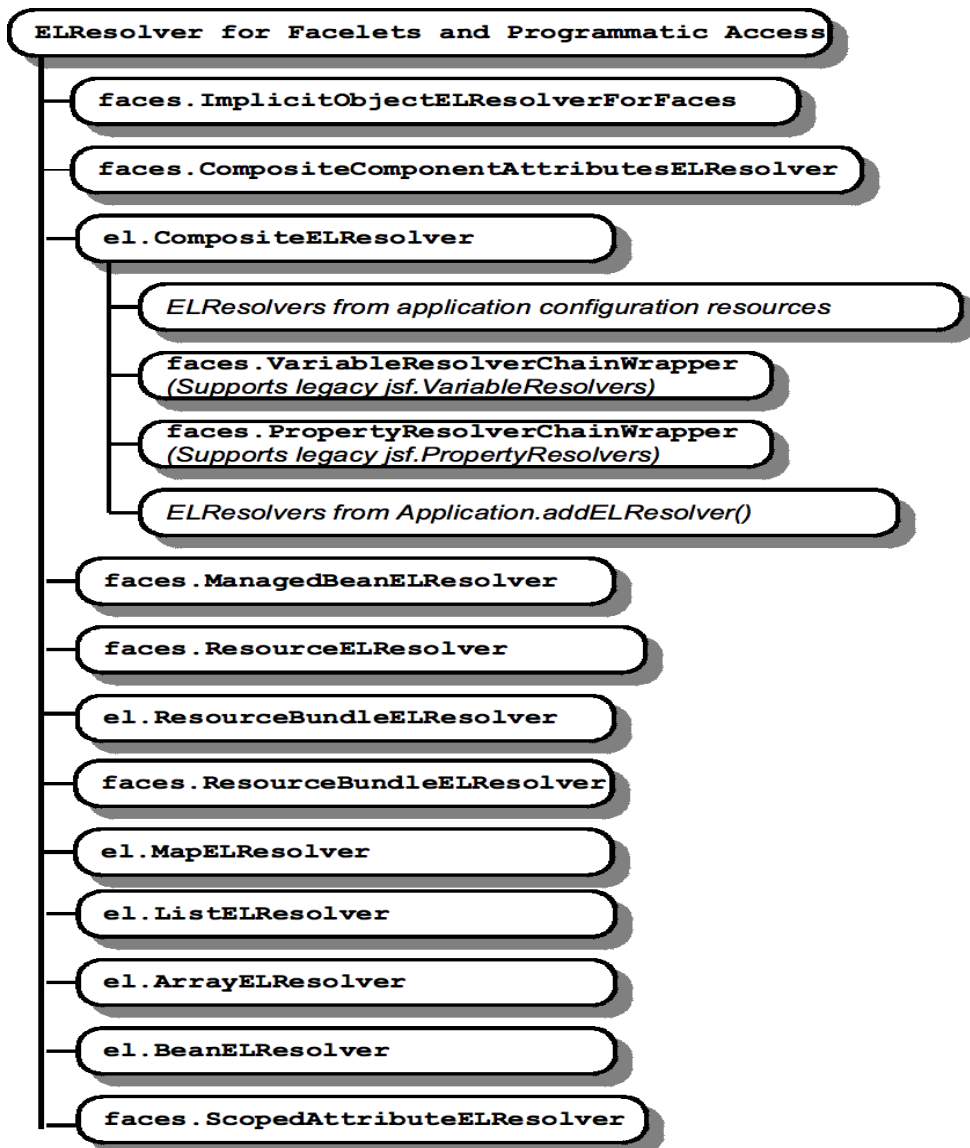 ELResolver for Facelets and Programmatic Access
faces.ImplicitObjectELResolverForFaces
faces.CompositeComponentAttributesELResolver
el.CompositeELResolver
ELResolvers from application configuration resources
faces.VariableResolverChainWrapper
(Supports legacy jsf.VariableResolvers)
faces.PropertyResolverChainWrapper
(Supports legacy jsf.PropertyResolvers)
ELResolvers from Application.addELResolver()
faces.ManagedBeanELResolver
faces.ResourceELResolver
el.ResourceBundleELResolver
faces.ResourceBundleELResolver
el.MapELResolver
el.ListELResolver
el.ArrayELResolver
el.BeanELResolver
faces.ScopedAttributeELResolver